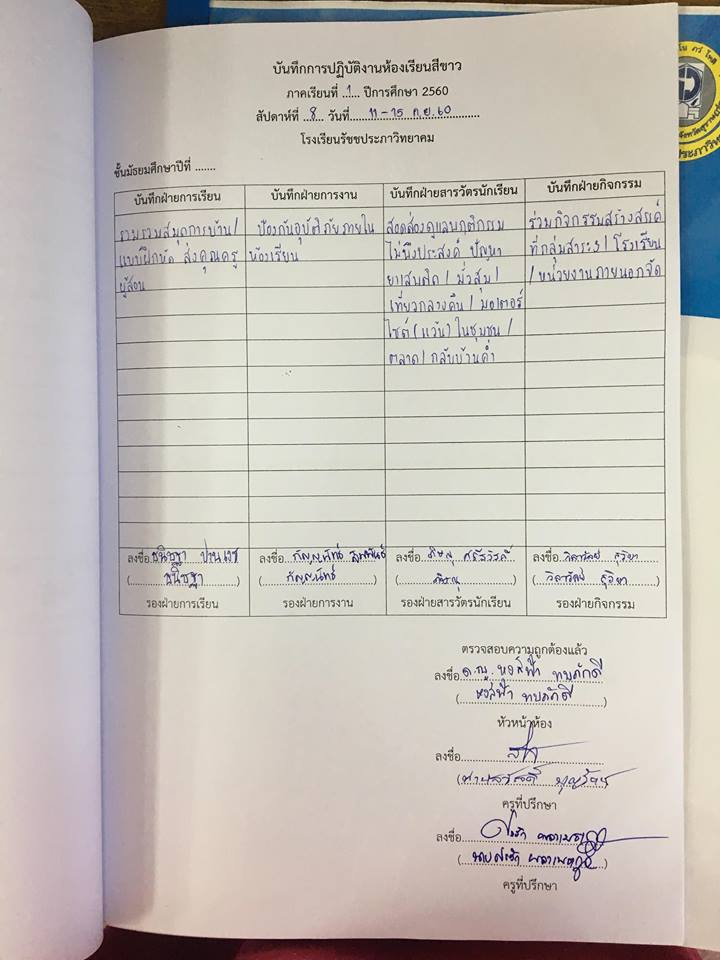 บันทึกการปฏิบัติงานห้องเรียนสีขาว
ภาคเรียนที่ ..1... ปีการศึกษา 2560
สัปดาห์ที่ ..8.. วันที่.....11-15 ก.ย. 60..........
โรงเรียนรัชชประภาวิทยาคม
ชั้นมัธยมศึกษาปีที่ .......
บันทึกฝ่ายการเรียน
รวบรวมสมุดการบ้าน/
แบบฝึกหัด ส่งคุณครู
ผู้สอน
บันทึกฝ่ายการงาน
ป้องกันอุบัติภัยภายใน
ห้องเรียน
บันทึกฝ่ายสารวัตรนักเรียน
สอดส่องดูแลพฤติกรรม
ไม่พึงประสงค์ ปัญหา
ยาเสพติด / มั่วสุม /
เที่ยวกลางคืน / มอเตอร์
ไซต์ (แว้น) ในชุมชน /
ตลาด / กลับบ้านค่ำ
บันทึกฝ่ายกิจกรรม
ร่วมกิจกรรมสร้างสรรค์
ที่กลุ่มสาระฯ / โรงเรียน
/ หน่วยงานภายนอกจัด
ลงชื่อ
รองฝ่ายการเรียน
ลงชื่อ
รองฝ่ายการงาน
ลงชื่อ
รองฝ่ายสารวัตรนักเรียน
ลงชื่อ
รองฝ่ายกิจกรรม
ตรวจสอบความถูกต้องแล้ว
ลงชื่อ
หัวหน้าห้อง
ลงชื่อ
ครูที่ปรึกษา
ลงชื่อ
ครูที่ปรึกษา